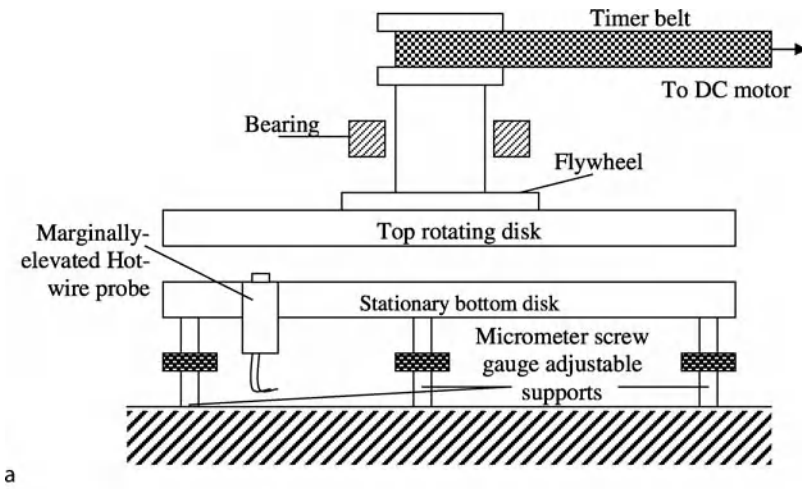 Timer belt
To DC motor
Bearing
Flywheel
Top rotating disk
Marginally-
elevated Hot-
wire probe
Stationary bottom disk
Micrometer screw
gauge adjustable
supports
a